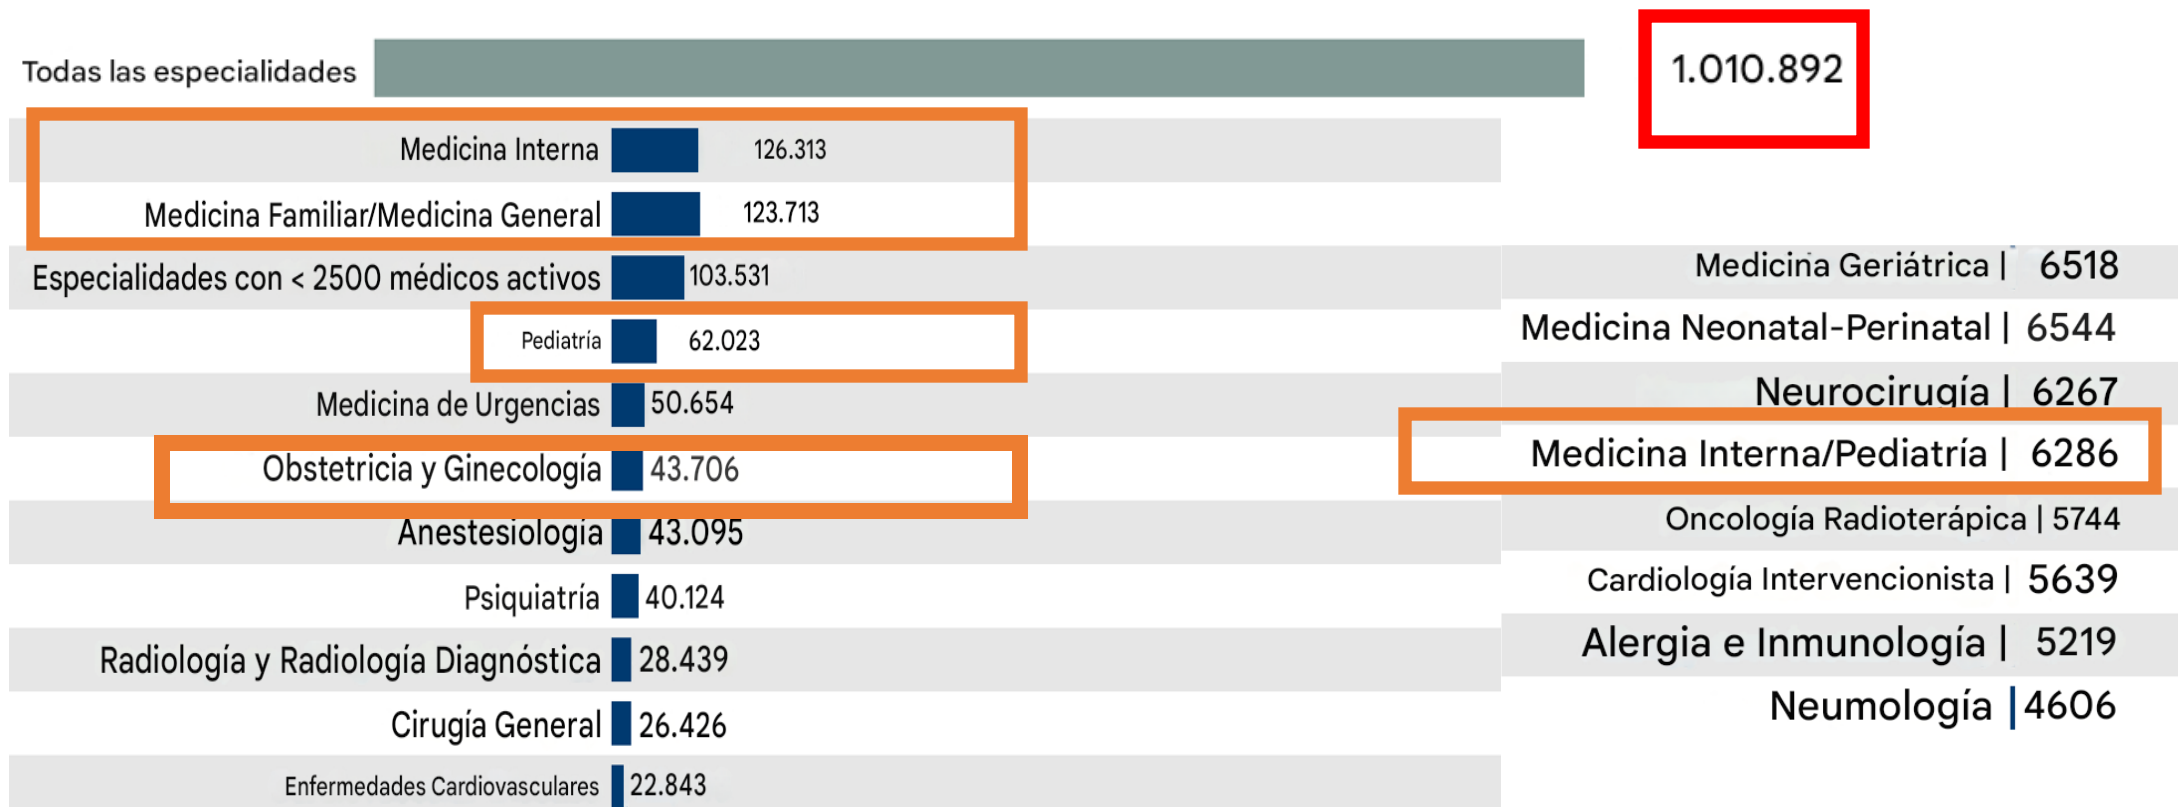 Todas las especialidades 1.010.892
Medicina Interna 126.313
Medicina Familiar/Medicina General 123.713
Especialidades con < 2500 médicos activos 103.531
Pediatría 62.023
Medicina de Urgencias 50.654
Obstetricia y Ginecología 43.706
Anestesiología 43.095
Psiquiatría 40.124
Radiología y Radiología Diagnóstica 28.439
Cirugía General 26.426
Enfermedades Cardiovasculares 22.843
Medicina Geriátrica | 6518
Medicina Neonatal-Perinatal | 6544
Neurocirugía | 6267
Medicina Interna/Pediatría | 6286
Oncología Radioterápica | 5744
Cardiología Intervencionista | 5639
Alergia e Inmunología | 5219
Neumología | 4606